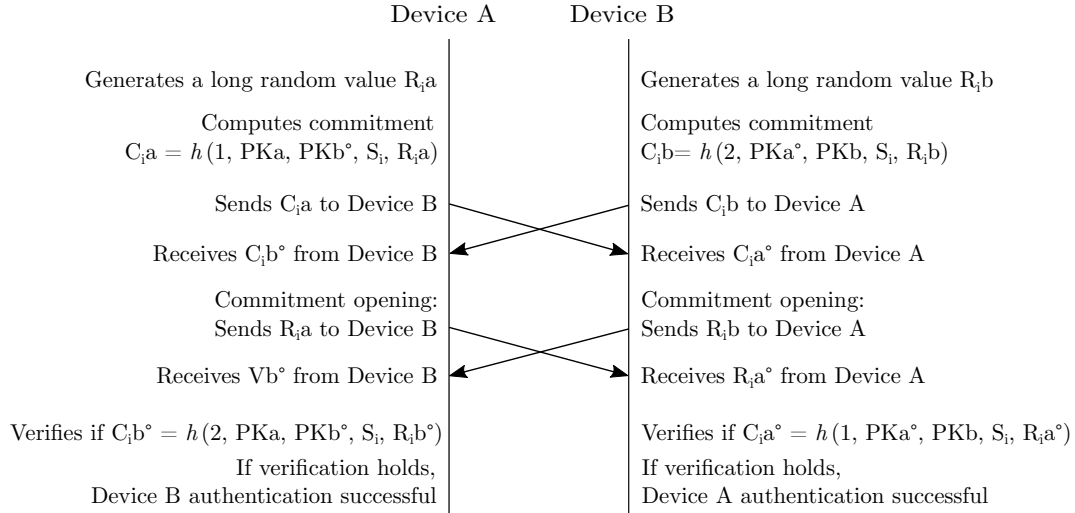 Device A
Device B
Generates a long random value Rᵢa
Generates a long random value Rᵢb
Computes commitment
Cᵢa = h(1, PKa, PKb°, Sᵢ, Rᵢa)
Computes commitment
Cᵢb= h(2, PKa°, PKb, Sᵢ, Rᵢb)
Sends Cᵢa to Device B
Sends Cᵢb to Device A
Receives Cᵢb° from Device B
Receives Cᵢa° from Device A
Commitment opening:
Sends Rᵢa to Device B
Commitment opening:
Sends Rᵢb to Device A
Receives Vb° from Device B
Receives Rᵢa° from Device A
Verifies if Cᵢb° = h(2, PKa, PKb°, Sᵢ, Rᵢb°)
Verifies if Cᵢa° = h(1, PKa°, PKb, Sᵢ, Rᵢa°)
If verification holds,
Device B authentication successful
If verification holds,
Device A authentication successful